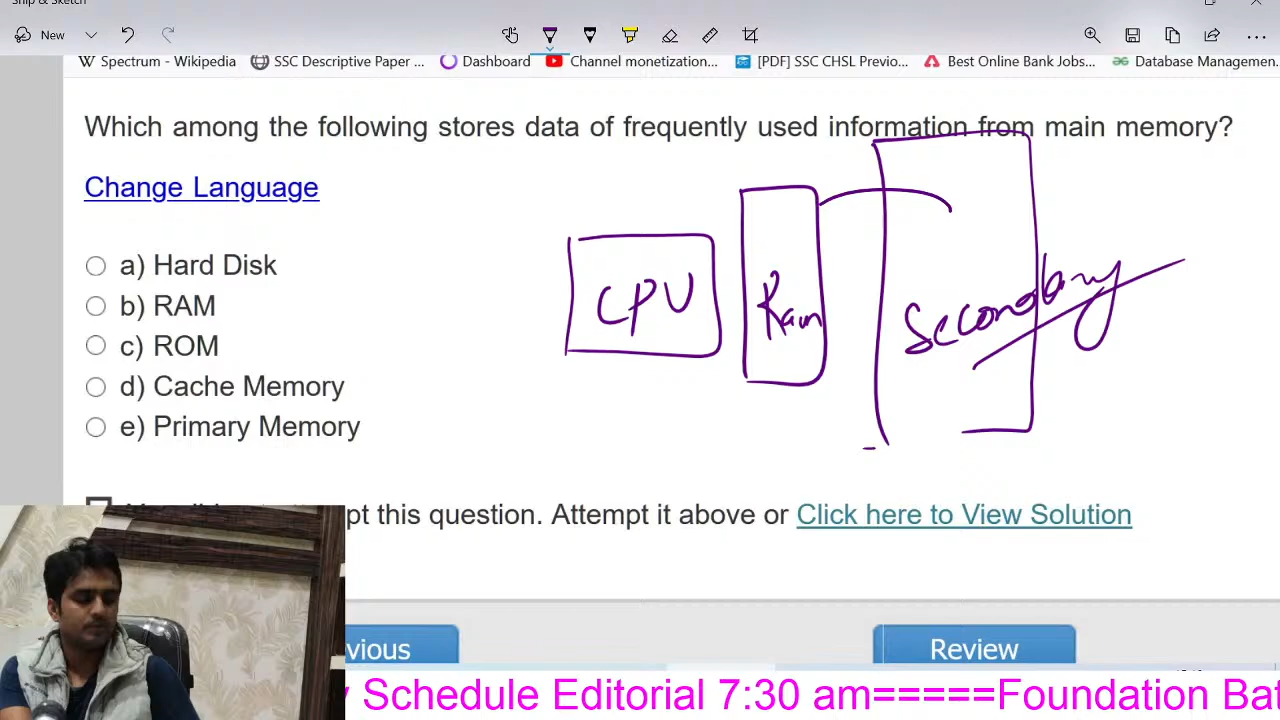 Snip & Sketch
New
Spectrum - Wikipedia SSC Descriptive Paper ... Dashboard Channel monetization... [PDF] SSC CHSL Previo... Best Online Bank Jobs... Database Managemen.
Which among the following stores data of frequently used information from main memory?
Change Language
a) Hard Disk
b) RAM
c) ROM
d) Cache Memory
e) Primary Memory
CPU
Ram
Secondary
pt this question. Attempt it above or Click here to View Solution
vious
Review
y Schedule Editorial 7:30 am=====Foundation Bat